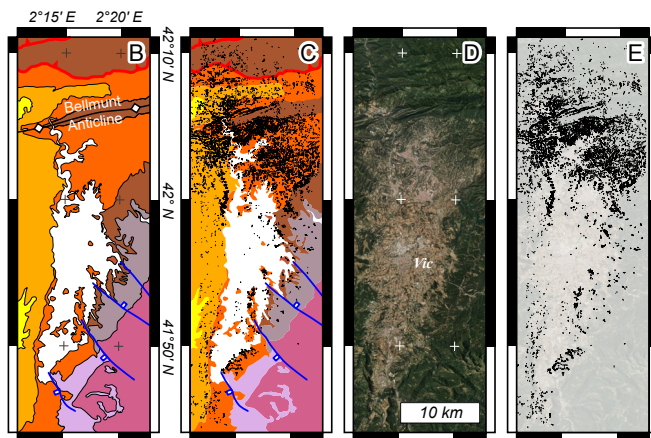 2°15' E 2°20' E
B
C
D
E
42°10' N
42° N
41°50' N
Bellmunt
Anticline
Vic
10 km